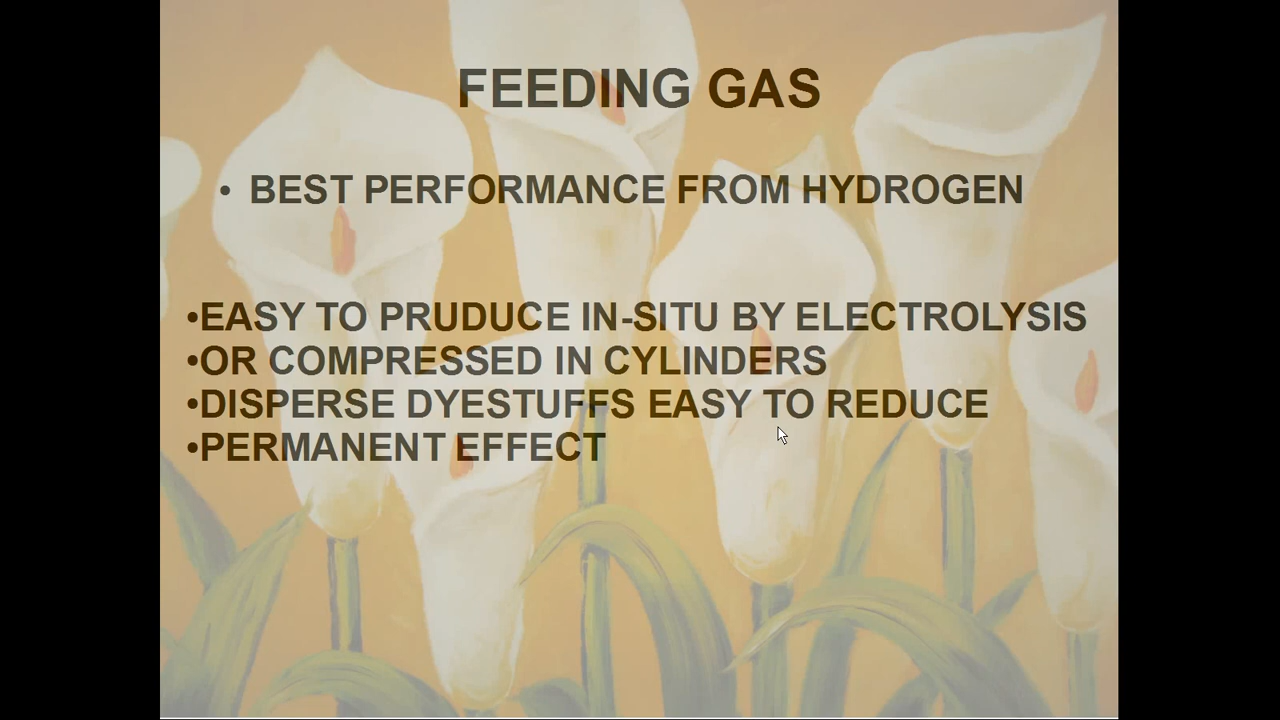 FEEDING GAS
• BEST PERFORMANCE FROM HYDROGEN
•EASY TO PRUDUCE IN-SITU BY ELECTROLYSIS
•OR COMPRESSED IN CYLINDERS
•DISPERSE DYESTUFFS EASY TO REDUCE
•PERMANENT EFFECT